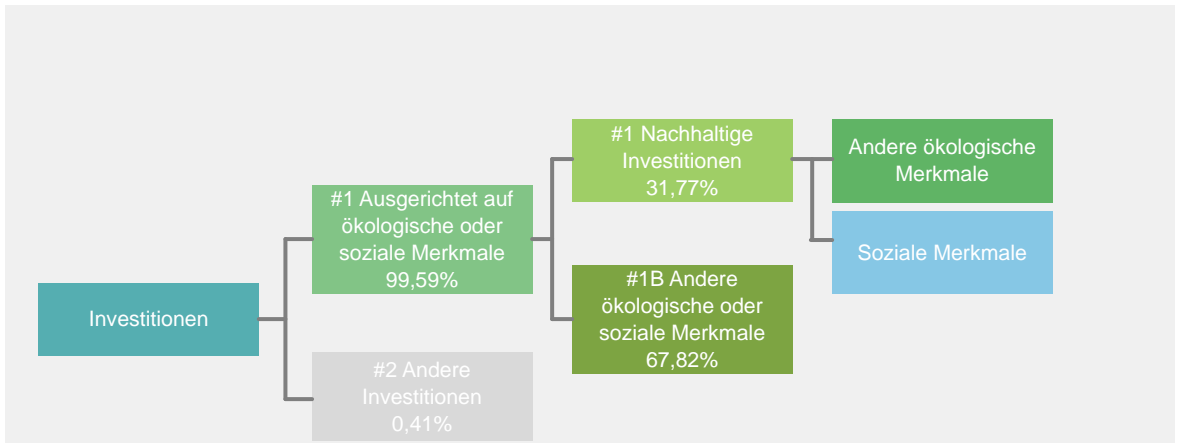 Investitionen
#1 Ausgerichtet auf
ökologische oder
soziale Merkmale
99,59%
#2 Andere
Investitionen
0,41%
#1 Nachhaltige
Investitionen
31,77%
#1B Andere
ökologische oder
soziale Merkmale
67,82%
Andere ökologische
Merkmale
Soziale Merkmale